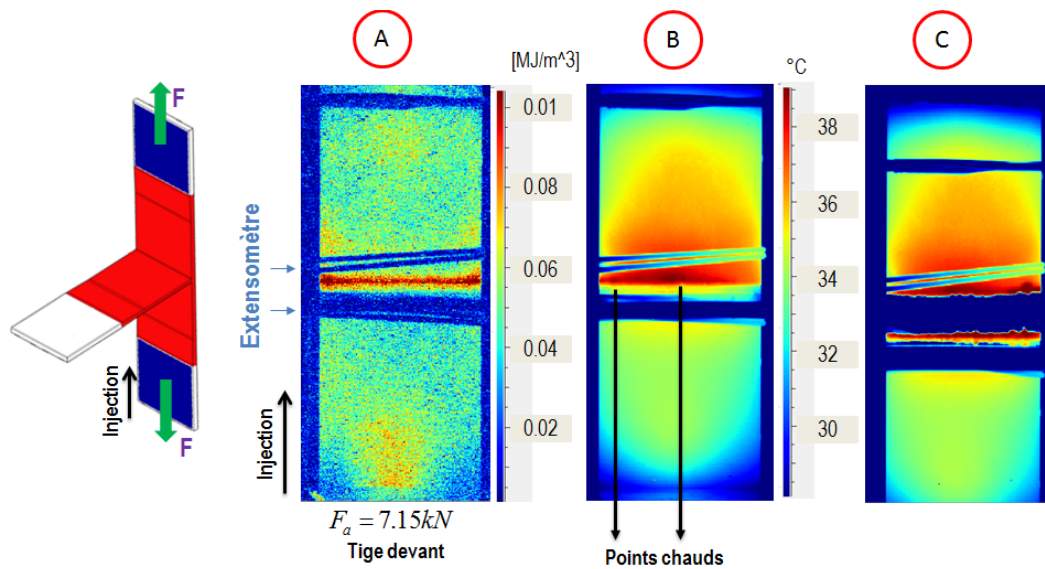 A
B
C
[MJ/m^3]
°C
F
0.01
0.08
0.06
0.04
0.02
38
36
34
32
30
Extensomètre
Injection
F
Injection
F_a = 7.15kN
Tige devant
Points chauds